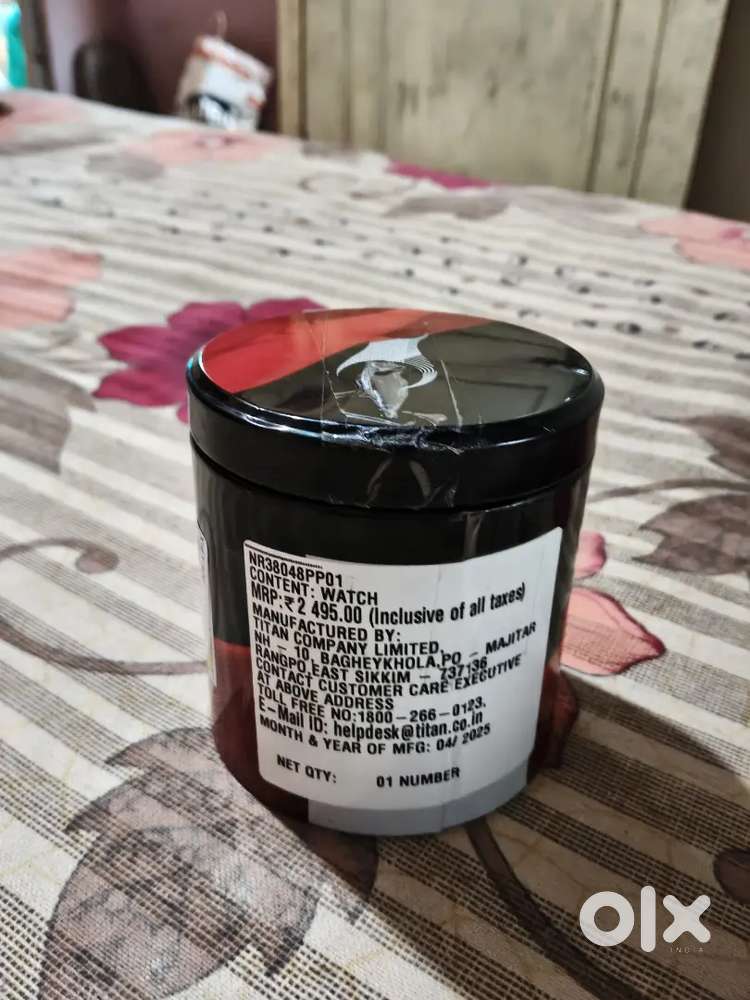 NR38048PP01
CONTENT: WATCH
MRP:₹2 495.00 (Inclusive of all taxes)
MANUFACTURED BY:
TITAN COMPANY LIMITED,
NH - 10, BAGHEYKHOLA,PO - MAJITAR
RANGPO,EAST SIKKIM - 737136
CONTACT CUSTOMER CARE EXECUTIVE
AT ABOVE ADDRESS
TOLL FREE NO:1800-266-0123,
E-Mail ID: helpdesk@titan.co.in
MONTH & YEAR OF MFG: 04/ 2025
NET QTY: 01 NUMBER
olx
INDIA